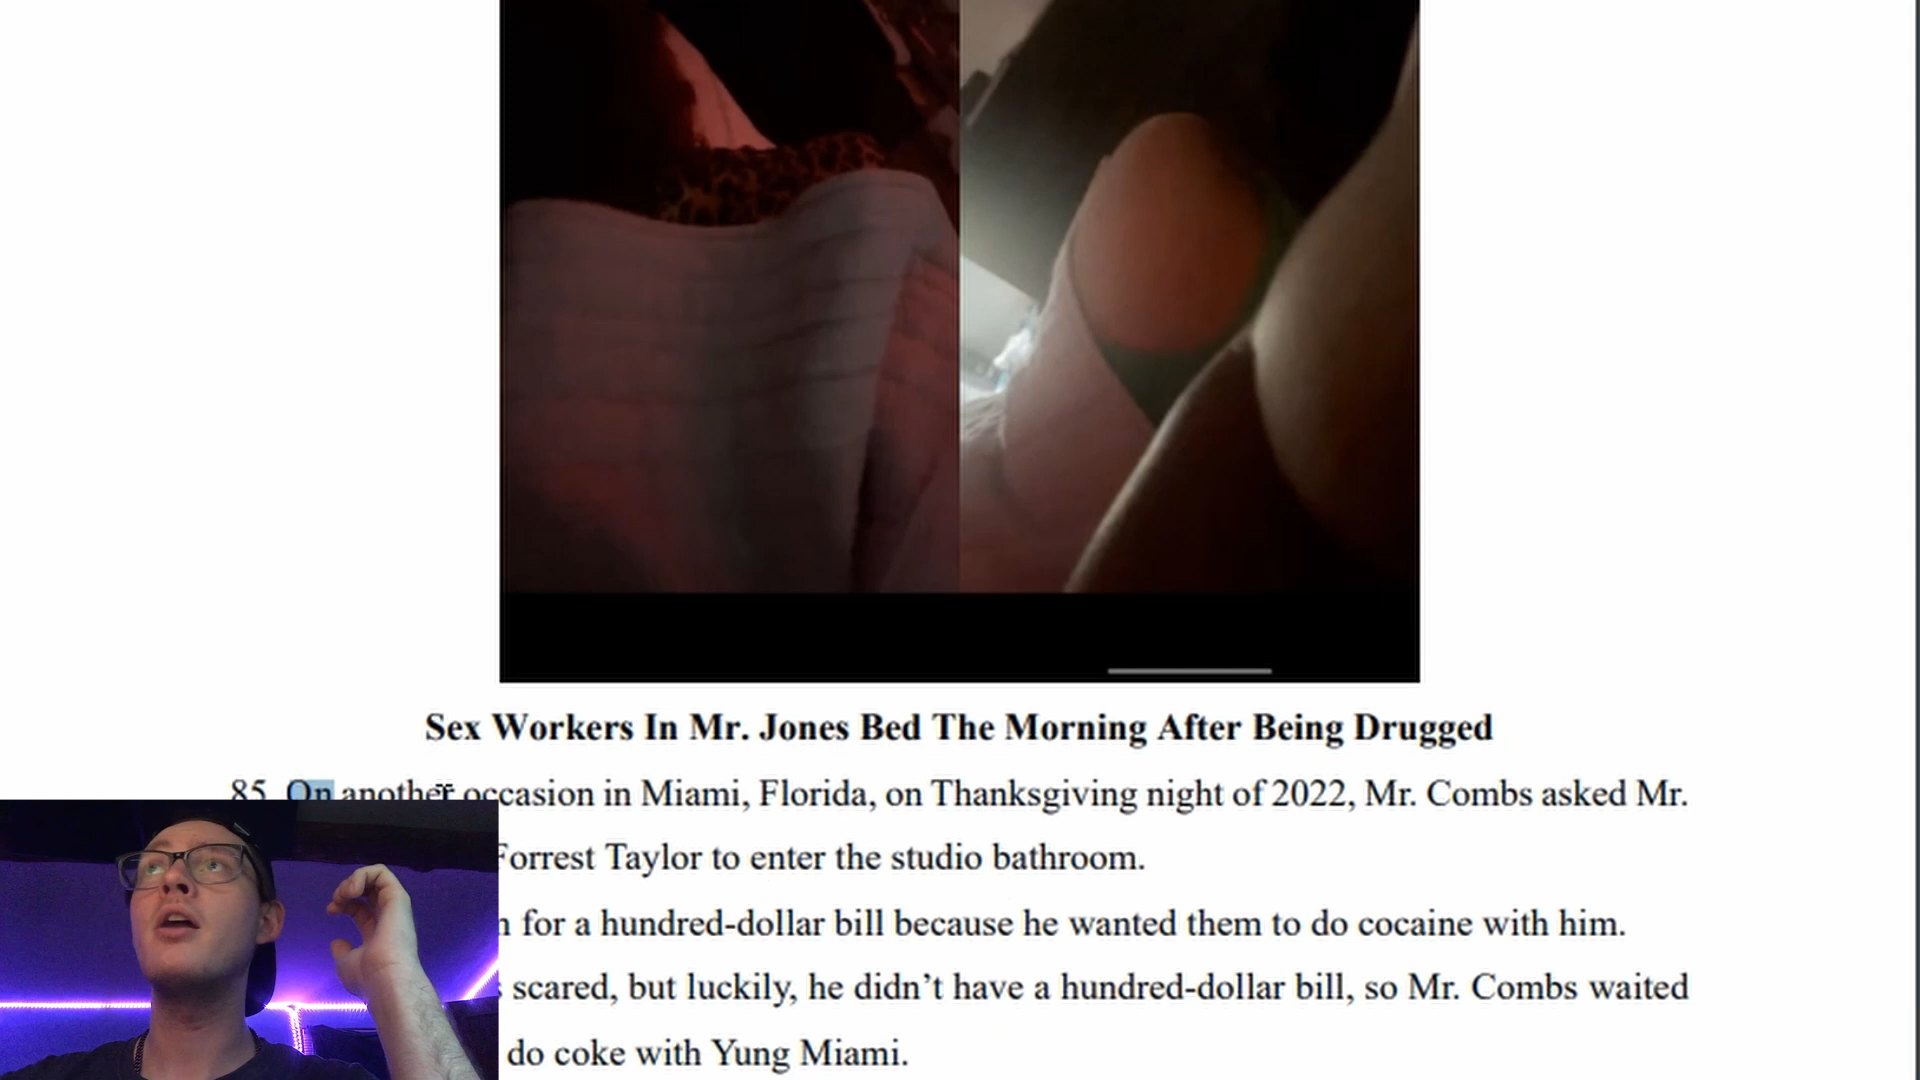 Sex Workers In Mr. Jones Bed The Morning After Being Drugged
85. On another occasion in Miami, Florida, on Thanksgiving night of 2022, Mr. Combs asked Mr.
Forrest Taylor to enter the studio bathroom.
for a hundred-dollar bill because he wanted them to do cocaine with him.
scared, but luckily, he didn’t have a hundred-dollar bill, so Mr. Combs waited
do coke with Yung Miami.